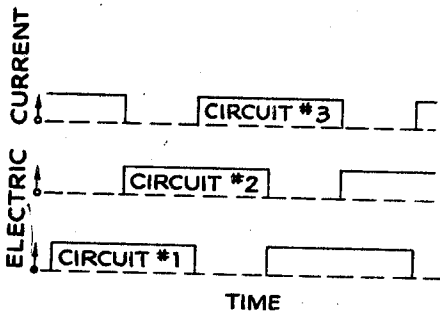 ELECTRIC CURRENT
CIRCUIT #3
CIRCUIT #2
CIRCUIT #1
TIME